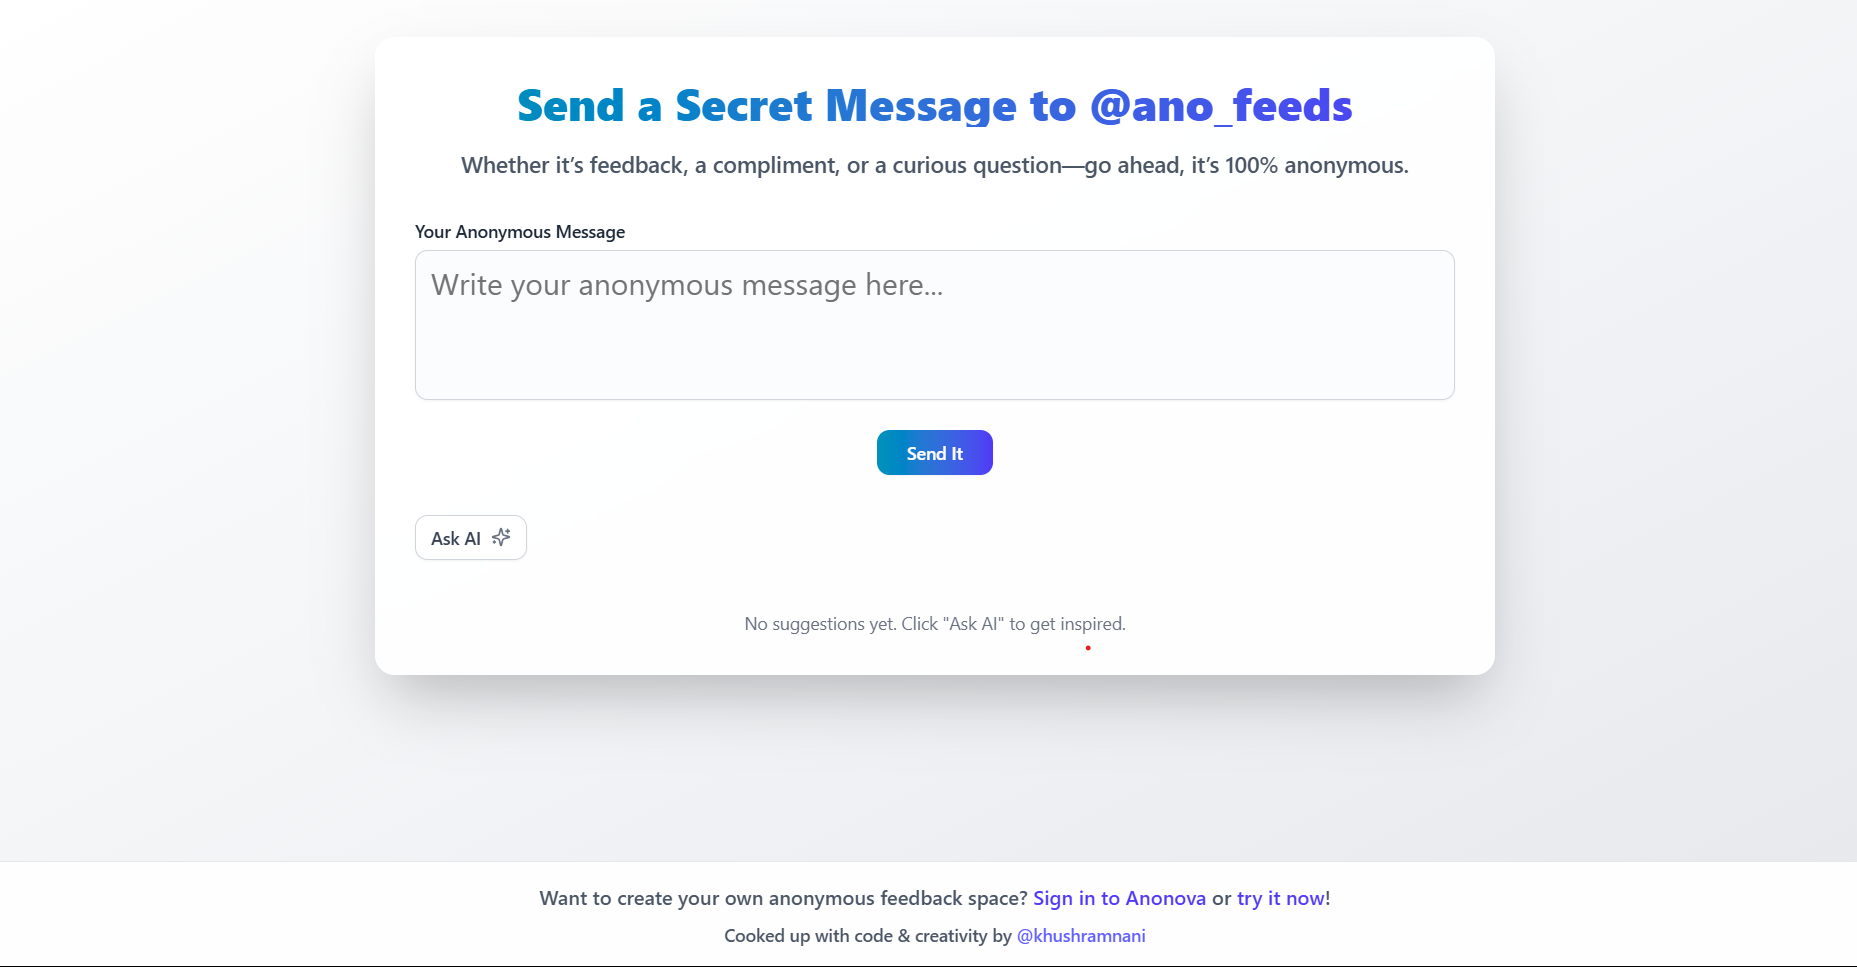 Send a Secret Message to @ano_feeds
Whether it’s feedback, a compliment, or a curious question—go ahead, it’s 100% anonymous.
Your Anonymous Message
Write your anonymous message here...
Send It
Ask AI
No suggestions yet. Click "Ask AI" to get inspired.
Want to create your own anonymous feedback space? Sign in to Anonova or try it now!
Cooked up with code & creativity by @khushramnani